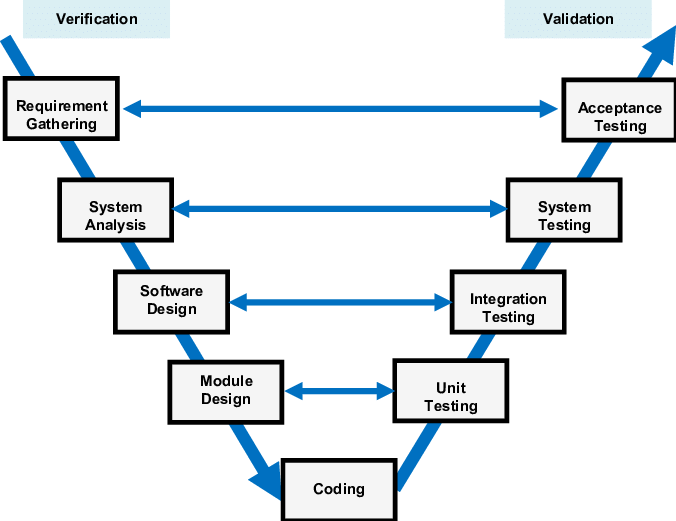 Verification
Validation
Requirement
Gathering
Acceptance
Testing
System
Analysis
System
Testing
Software
Design
Integration
Testing
Module
Design
Unit
Testing
Coding